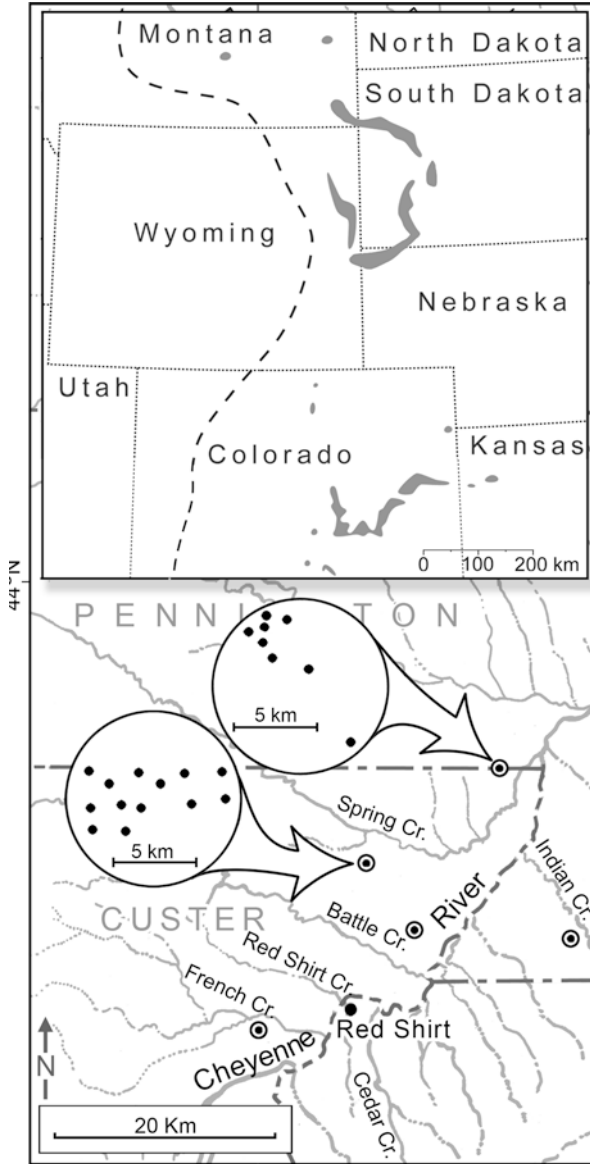 Montana
North Dakota
South Dakota
Wyoming
Nebraska
Utah
Colorado
Kansas
0 100 200 km
44°N
PENNINGTON
5 km
5 km
Spring Cr.
Indian Cr.
River
CUSTER
Battle Cr.
Red Shirt Cr.
French Cr.
Red Shirt
Cheyenne
Cedar Cr.
N
20 Km